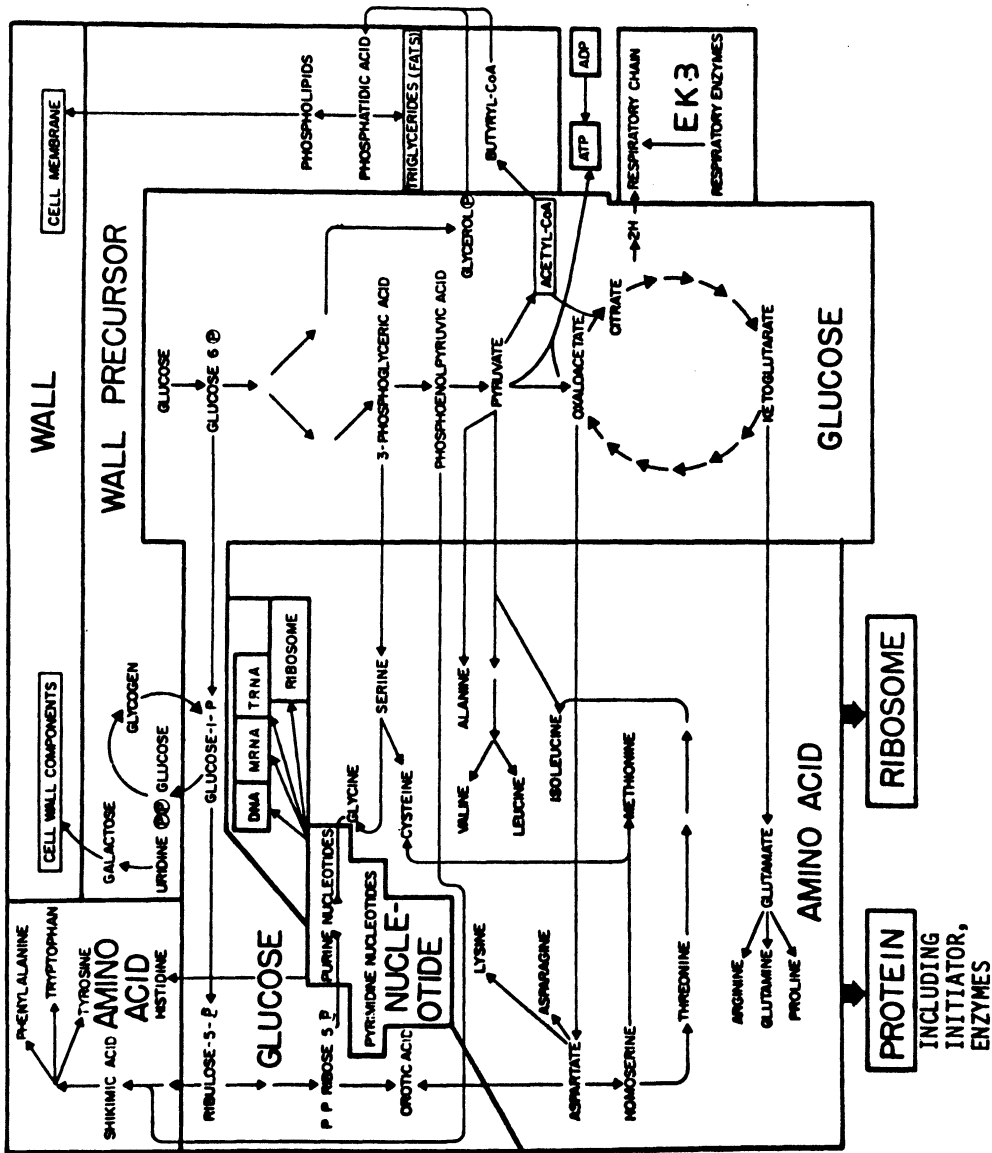 WALL
CELL WALL COMPONENTS
CELL MEMBRANE
WALL PRECURSOR
PHENYLALANINE
TRYPTOPHAN
TYROSINE
SHIKIMIC ACID
AMINO
ACID
HISTIDINE
GALACTOSE
URIDINE P P GLUCOSE
GLYCOGEN
GLUCOSE
GLUCOSE 6 P
GLUCOSE-1-P
RIBULOSE-5-P
GLUCOSE
PHOSPHOLIPIDS
PHOSPHATIDIC ACID
TRIGLYCERIDES (FATS)
BUTYRYL-CoA
GLYCEROL P
DNA
MRNA
TRNA
RIBOSOME
P P RIBOSE 5 P
PURINE NUCLEOTIDES
GLYCINE
PYRIMIDINE NUCLEOTIDES
NUCLE-
OTIDE
OROTIC ACID
SERINE
CYSTEINE
3-PHOSPHOGLYCERIC ACID
PHOSPHOENOLPYRUVIC ACID
PYRUVATE
ACETYL-CoA
ALANINE
VALINE
LEUCINE
ISOLEUCINE
LYSINE
ASPARAGINE
ASPARTATE
OXALOACETATE
CITRATE
2H
ADP
ATP
RESPIRATORY CHAIN
EK·3
RESPIRATORY ENZYMES
HOMOSERINE
METHIONINE
THREONINE
KETOGLUTARATE
GLUTAMATE
ARGININE
GLUTAMINE
PROLINE
AMINO ACID
GLUCOSE
PROTEIN
INCLUDING
INITIATOR,
ENZYMES
RIBOSOME